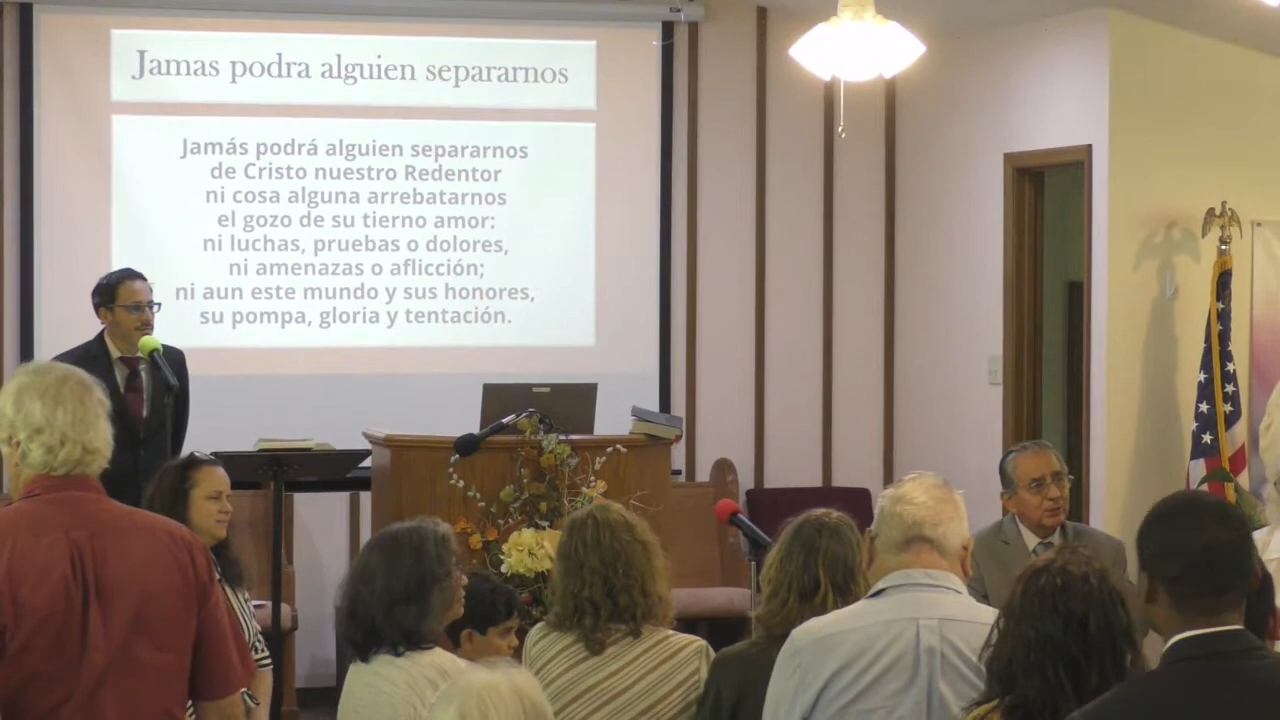 Jamas podra alguien separarnos
Jamás podrá alguien separarnos
de Cristo nuestro Redentor
ni cosa alguna arrebatarnos
el gozo de su tierno amor:
ni luchas, pruebas o dolores,
ni amenazas o aflicción;
ni aun este mundo y sus honores,
su pompa, gloria y tentación.